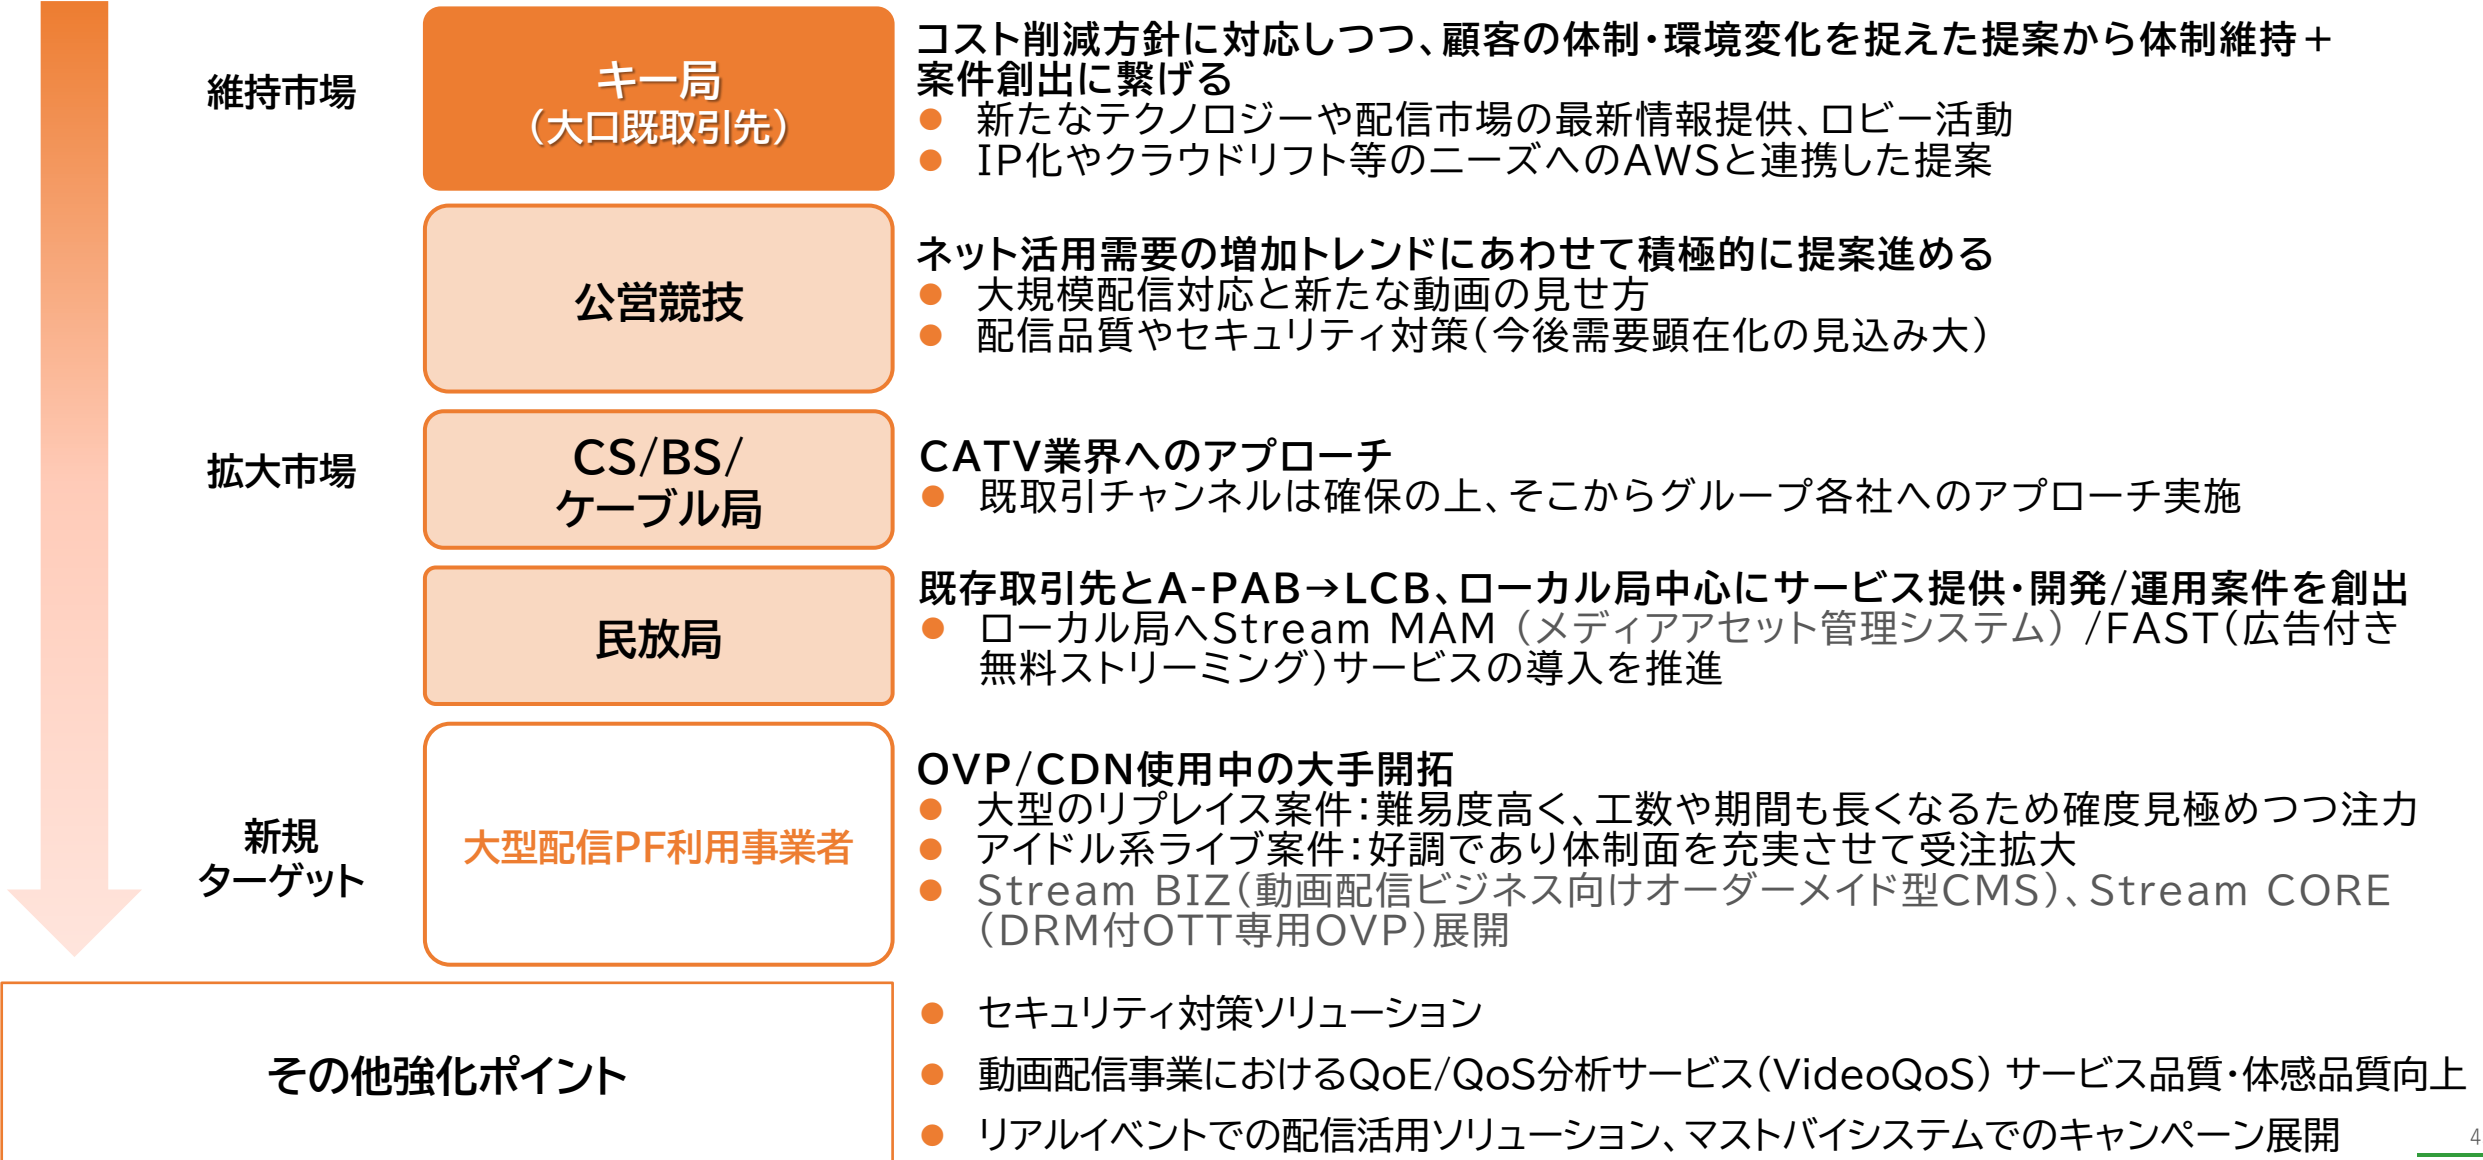 維持市場
キー局
（大口既取引先）
コスト削減方針に対応しつつ、顧客の体制・環境変化を捉えた提案から体制維持＋
案件創出に繋げる
● 新たなテクノロジーや配信市場の最新情報提供、ロビー活動
● IP化やクラウドリフト等のニーズへのAWSと連携した提案
拡大市場
公営競技
ネット活用需要の増加トレンドにあわせて積極的に提案進める
● 大規模配信対応と新たな動画の見せ方
● 配信品質やセキュリティ対策（今後需要顕在化の見込み大）
CS/BS/
ケーブル局
CATV業界へのアプローチ
● 既取引チャンネルは確保の上、そこからグループ各社へのアプローチ実施
民放局
既存取引先とA-PAB→LCB、ローカル局中心にサービス提供・開発/運用案件を創出
● ローカル局へStream MAM（メディアアセット管理システム）/FAST（広告付き
無料ストリーミング）サービスの導入を推進
新規
ターゲット
大型配信PF利用事業者
OVP/CDN使用中の大手開拓
● 大型のリプレイス案件：難易度高く、工数や期間も長くなるため確度見極めつつ注力
● アイドル系ライブ案件：好調であり体制面を充実させて受注拡大
● Stream BIZ（動画配信ビジネス向けオーダーメイド型CMS）、Stream CORE
（DRM付OTT専用OVP）展開
その他強化ポイント
● セキュリティ対策ソリューション
● 動画配信事業におけるQoE/QoS分析サービス（VideoQoS） サービス品質・体感品質向上
● リアルイベントでの配信活用ソリューション、マストバイシステムでのキャンペーン展開
4